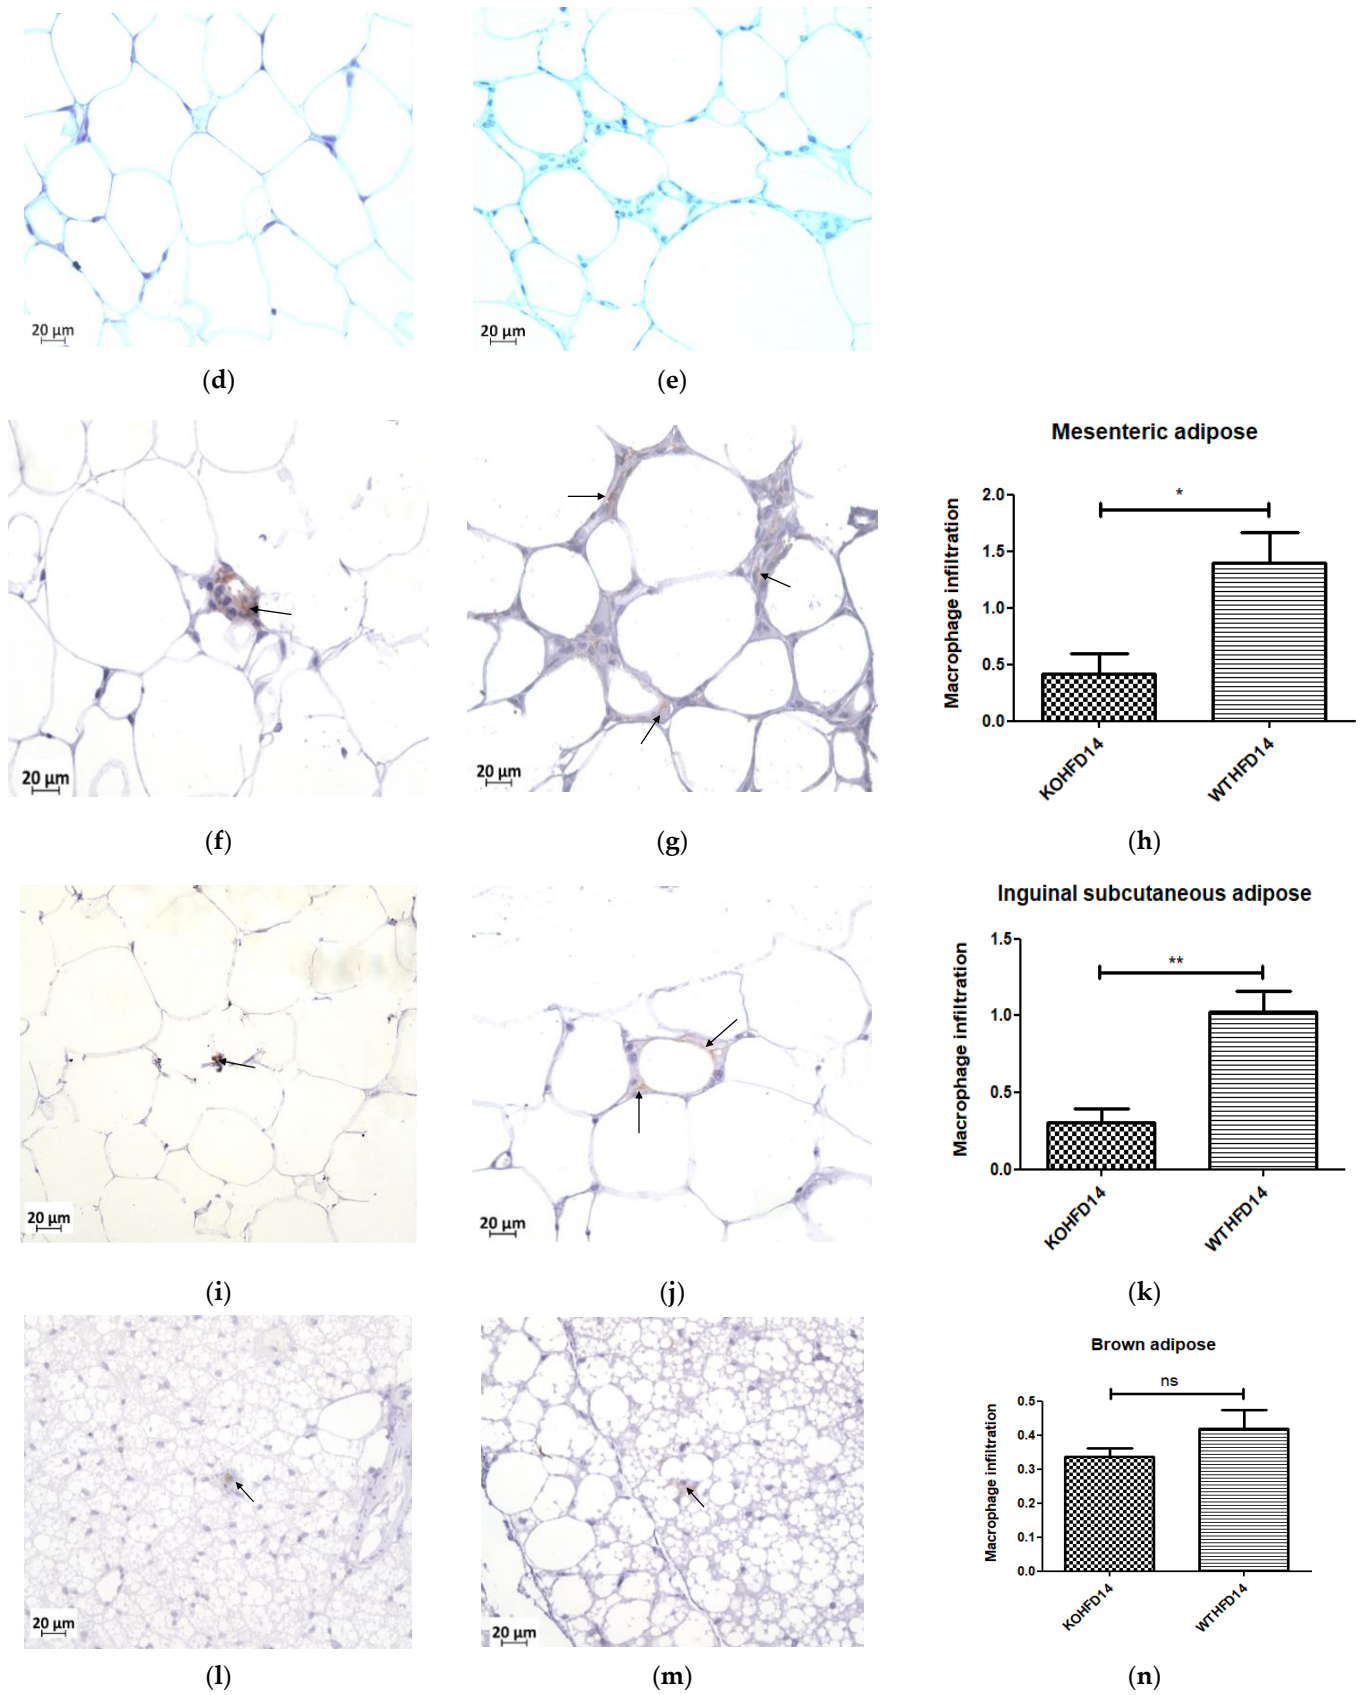 20 µm
20 µm
(d)
(e)
Mesenteric adipose
Macrophage infiltration
2.0
1.5
1.0
0.5
0.0
*
KOHFD14
WTHFD14
20 µm
20 µm
(f)
(g)
(h)
Inguinal subcutaneous adipose
Macrophage infiltration
1.5
1.0
0.5
0.0
**
KOHFD14
WTHFD14
20 µm
20 µm
(i)
(j)
(k)
Brown adipose
Macrophage infiltration
0.5
0.4
0.3
0.2
0.1
0.0
ns
KOHFD14
WTHFD14
20 µm
20 µm
(l)
(m)
(n)